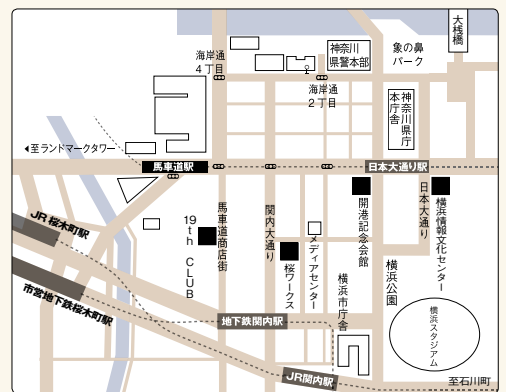 大桟橋
海岸通
4丁目
神奈川
県警本部
象の鼻
パーク
海岸通
2丁目
神奈川県庁
本庁舎
◀至ランドマークタワー
馬車道駅
日本大通り駅
JR 桜木町駅
市営地下鉄桜木町駅
19th CLUB
馬車道商店街
関内大通り
桜ワークス
メディアセンター
開港記念会館
日本大通り
横浜情報文化センター
横浜市庁舎
横浜公園
横浜スタジアム
地下鉄関内駅
JR関内駅
至石川町